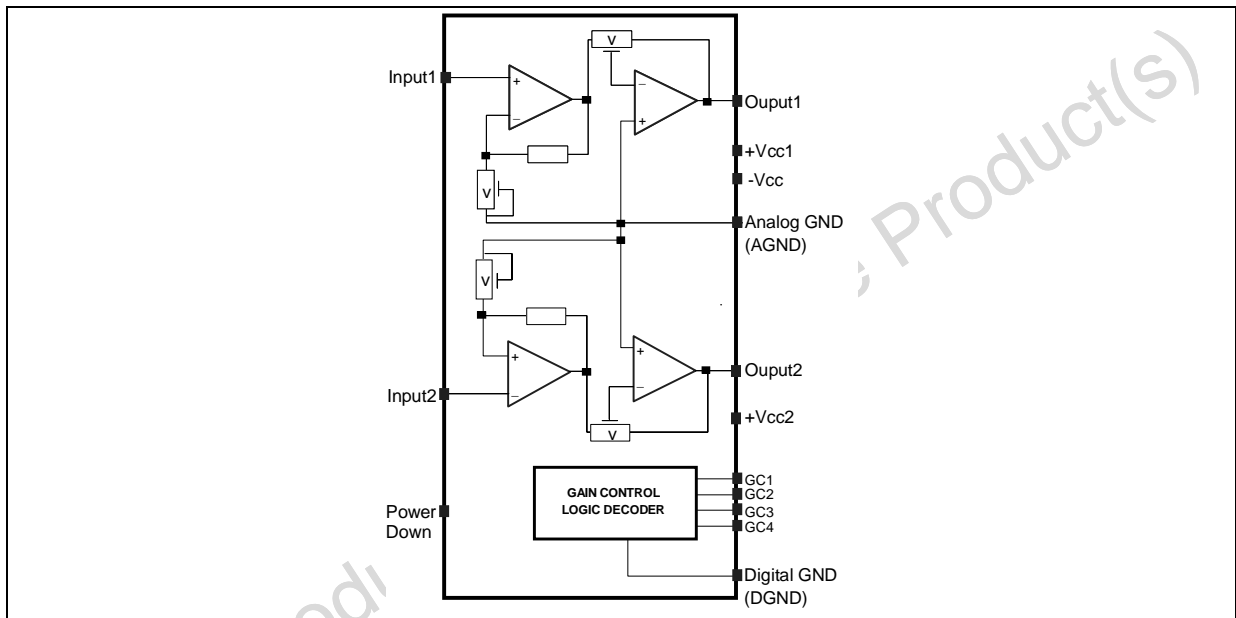 Product(s)
V
Input1
+
−
−
+
Ouput1
+Vcc1
-Vcc
V
Analog GND
(AGND)
V
+
−
+
−
Ouput2
Input2
+Vcc2
V
GAIN CONTROL
LOGIC DECODER
GC1
GC2
GC3
GC4
Power
Down
Digital GND
(DGND)